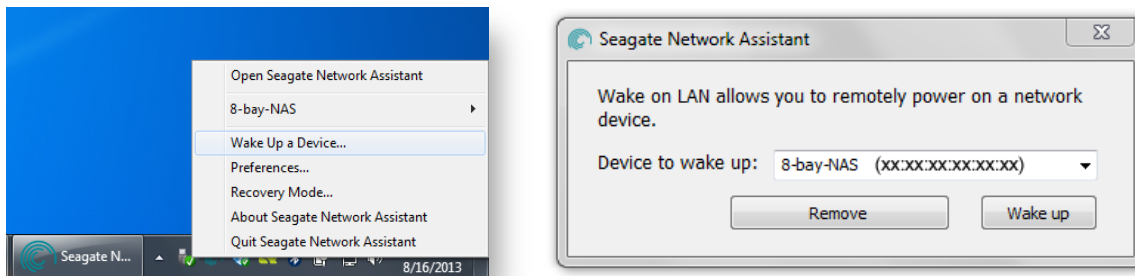 Open Seagate Network Assistant
8-bay-NAS
Wake Up a Device...
Preferences...
Recovery Mode...
About Seagate Network Assistant
Quit Seagate Network Assistant
Seagate N...
8/16/2013
Seagate Network Assistant
Wake on LAN allows you to remotely power on a network
device.
Device to wake up: 8-bay-NAS (xx:xx:xx:xx:xx:xx)
Remove Wake up